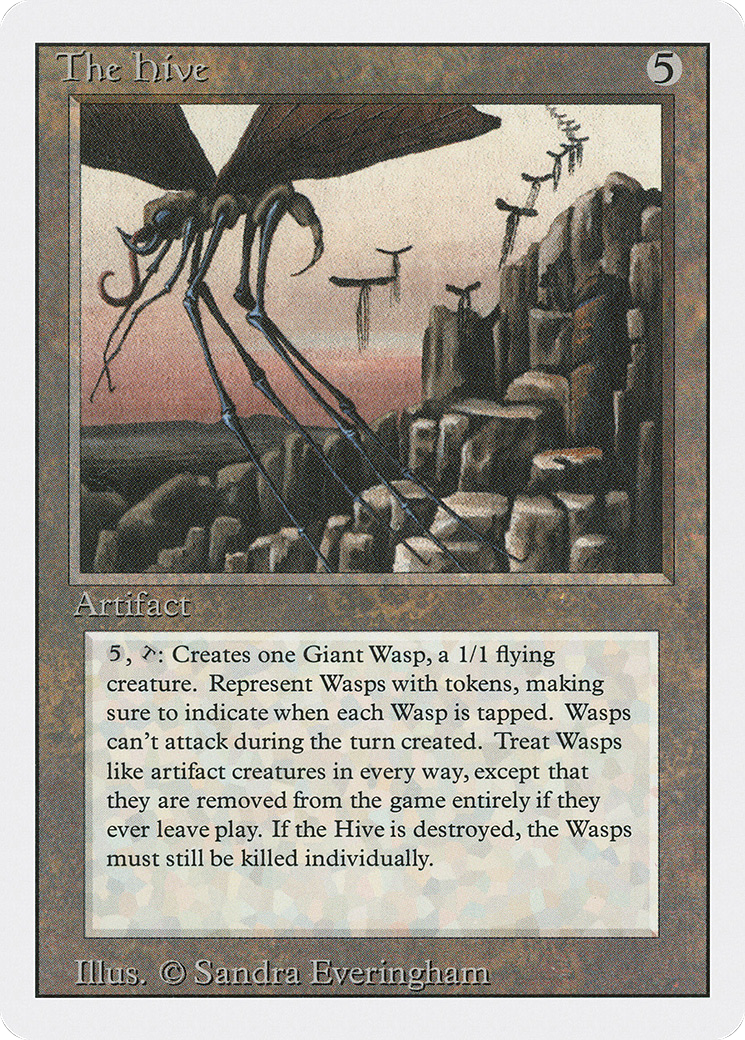 The Hive
5
Artifact
5, T: Creates one Giant Wasp, a 1/1 flying
creature. Represent Wasps with tokens, making
sure to indicate when each Wasp is tapped. Wasps
can't attack during the turn created. Treat Wasps
like artifact creatures in every way, except that
they are removed from the game entirely if they
ever leave play. If the Hive is destroyed, the Wasps
must still be killed individually.
Illus. © Sandra Everingham